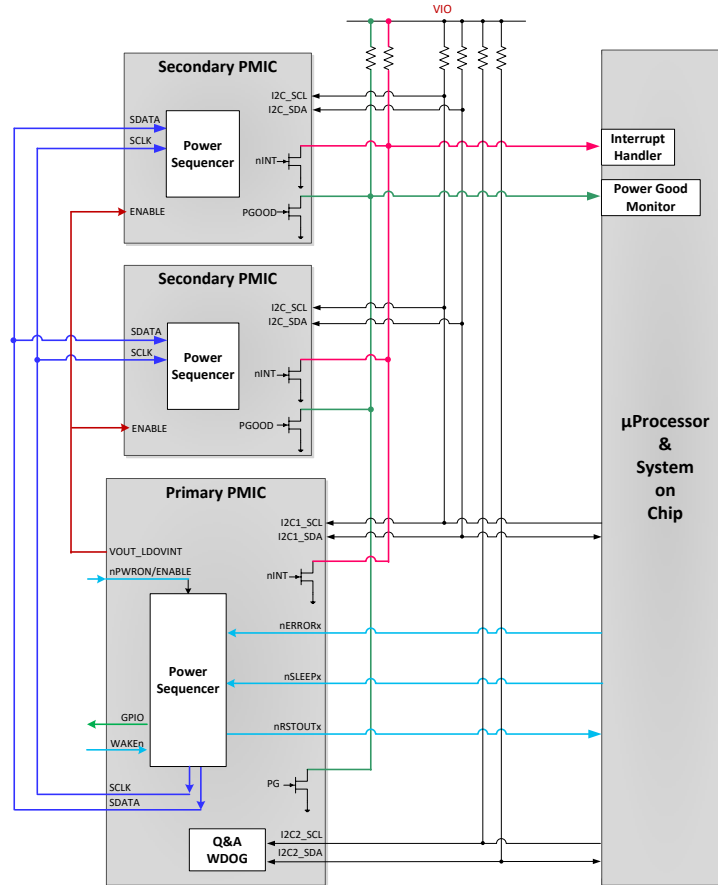 VIO
Secondary PMIC
I2C_SCL
I2C_SDA
SDATA
SCLK
Power
Sequencer
nINT
PGOOD
ENABLE
Interrupt
Handler
Power Good
Monitor
Secondary PMIC
I2C_SCL
I2C_SDA
SDATA
SCLK
Power
Sequencer
nINT
PGOOD
ENABLE
µProcessor
&
System
on
Chip
Primary PMIC
I2C1_SCL
I2C1_SDA
VOUT_LDOVINT
nPWRON/ENABLE
nINT
nERRORx
Power
Sequencer
nSLEEPx
GPIO
nRSTOUTx
WAKEn
SCLK
SDATA
PG
Q&A
WDOG
I2C2_SCL
I2C2_SDA